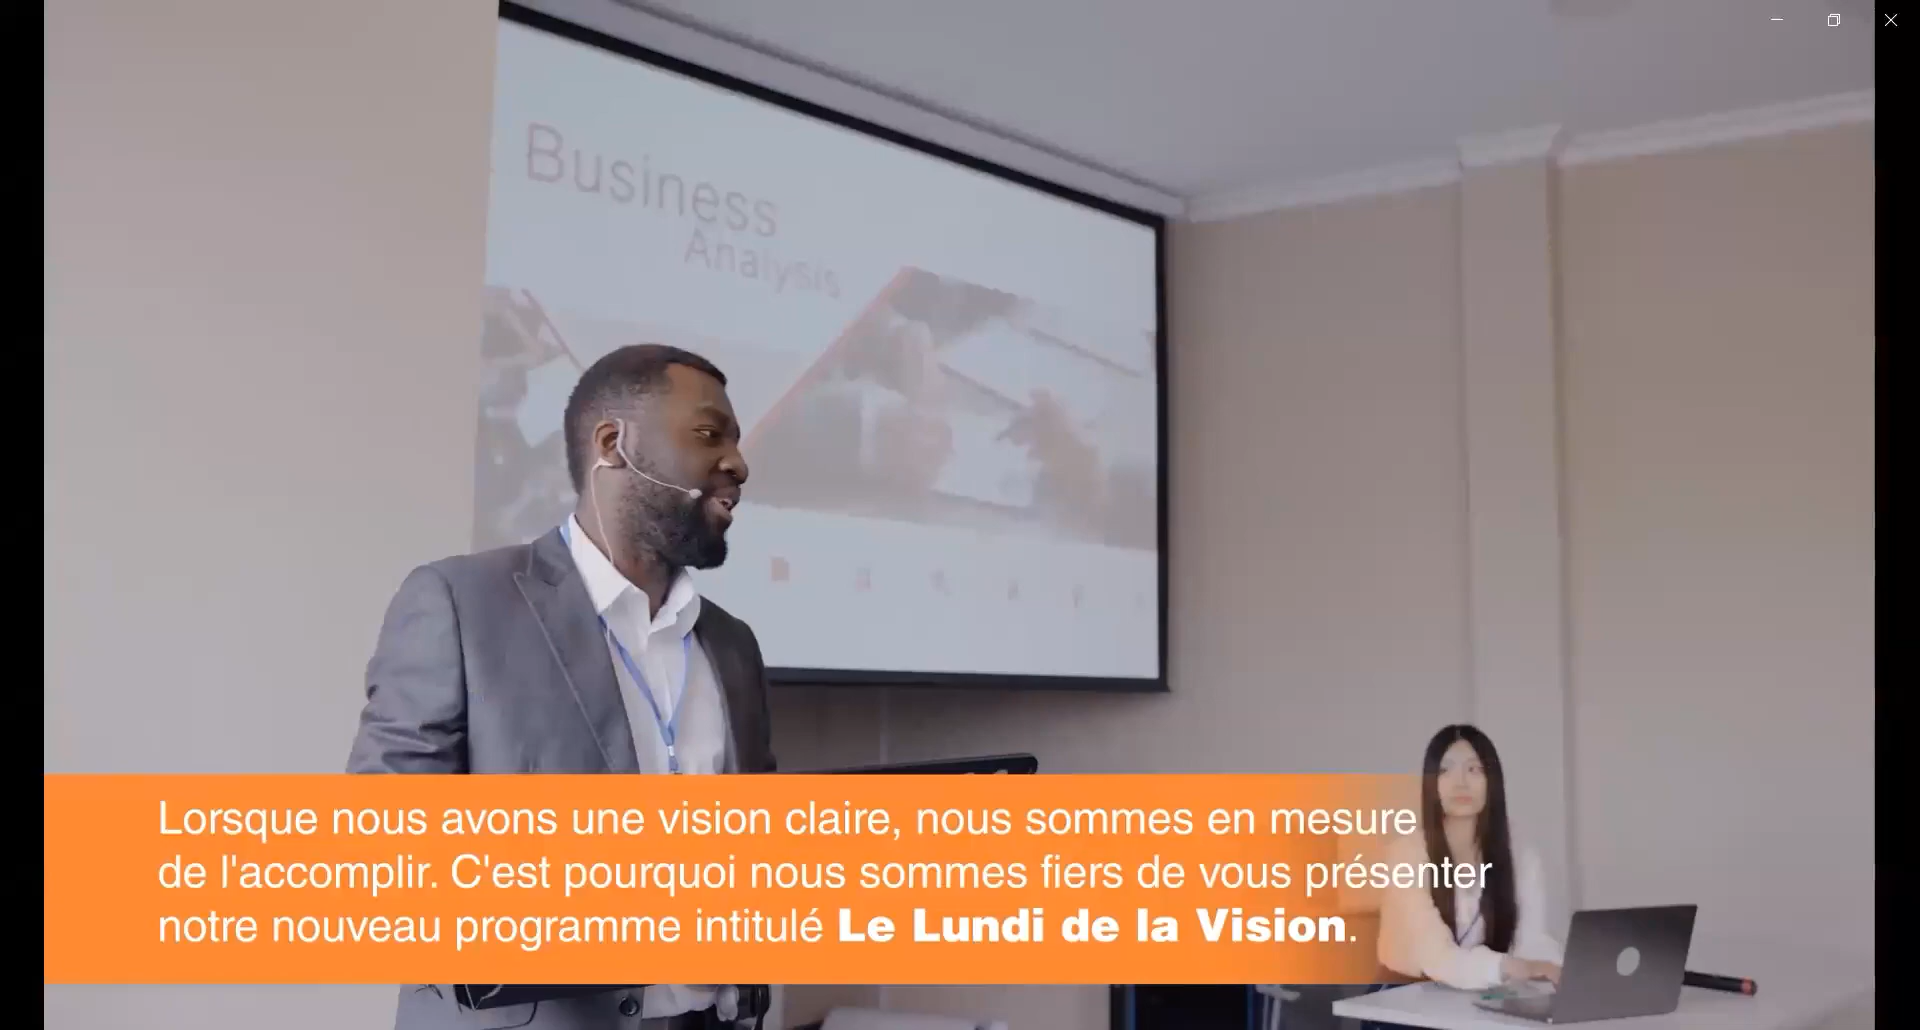 Business
Analysis
Lorsque nous avons une vision claire, nous sommes en mesure
de l'accomplir. C'est pourquoi nous sommes fiers de vous présenter
notre nouveau programme intitulé Le Lundi de la Vision.